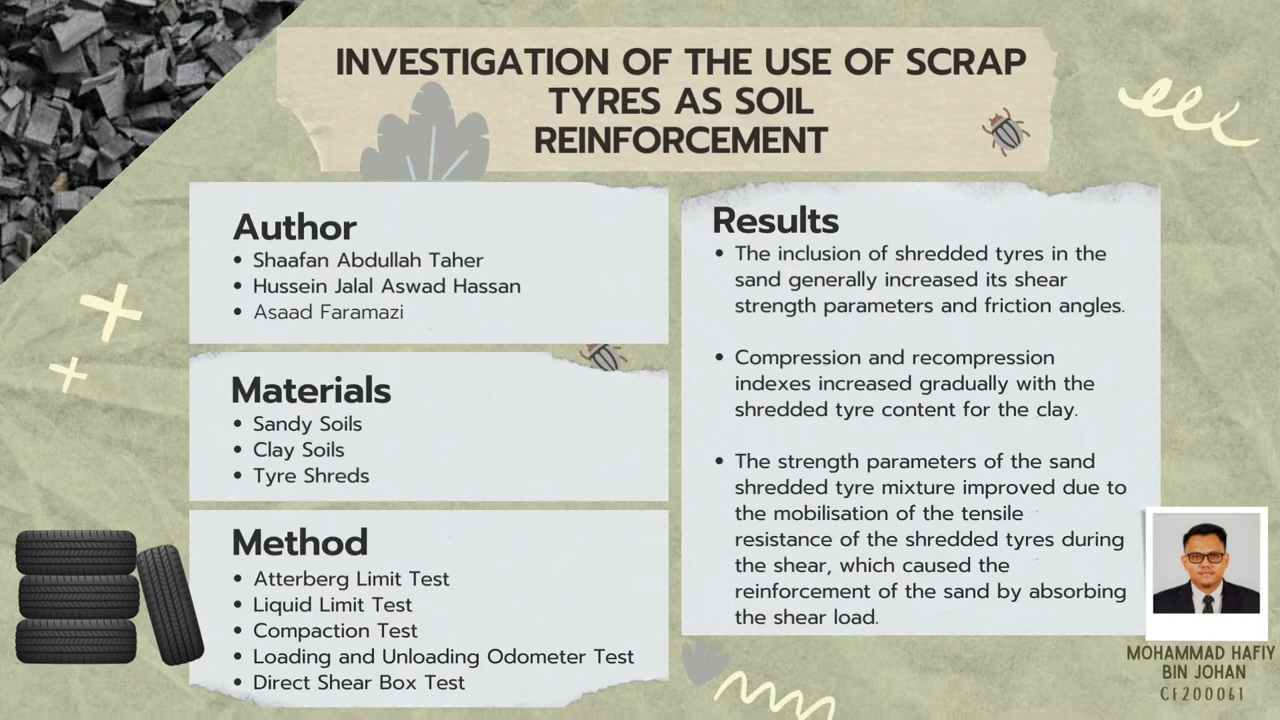 INVESTIGATION OF THE USE OF SCRAP
TYRES AS SOIL
REINFORCEMENT
Author
• Shaafan Abdullah Taher
• Hussein Jalal Aswad Hassan
• Asaad Faramazi
Materials
• Sandy Soils
• Clay Soils
• Tyre Shreds
Method
• Atterberg Limit Test
• Liquid Limit Test
• Compaction Test
• Loading and Unloading Odometer Test
• Direct Shear Box Test
Results
• The inclusion of shredded tyres in the
sand generally increased its shear
strength parameters and friction angles.
• Compression and recompression
indexes increased gradually with the
shredded tyre content for the clay.
• The strength parameters of the sand
shredded tyre mixture improved due to
the mobilisation of the tensile
resistance of the shredded tyres during
the shear, which caused the
reinforcement of the sand by absorbing
the shear load.
MOHAMMAD HAFIY
BIN JOHAN
CF200061